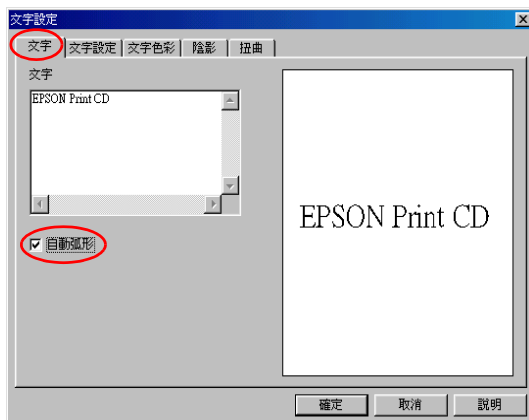 文字設定
文字 文字設定 文字色彩 陰影 扭曲
文字
EPSON Print CD
EPSON Print CD
自動弧形
確定 取消 說明